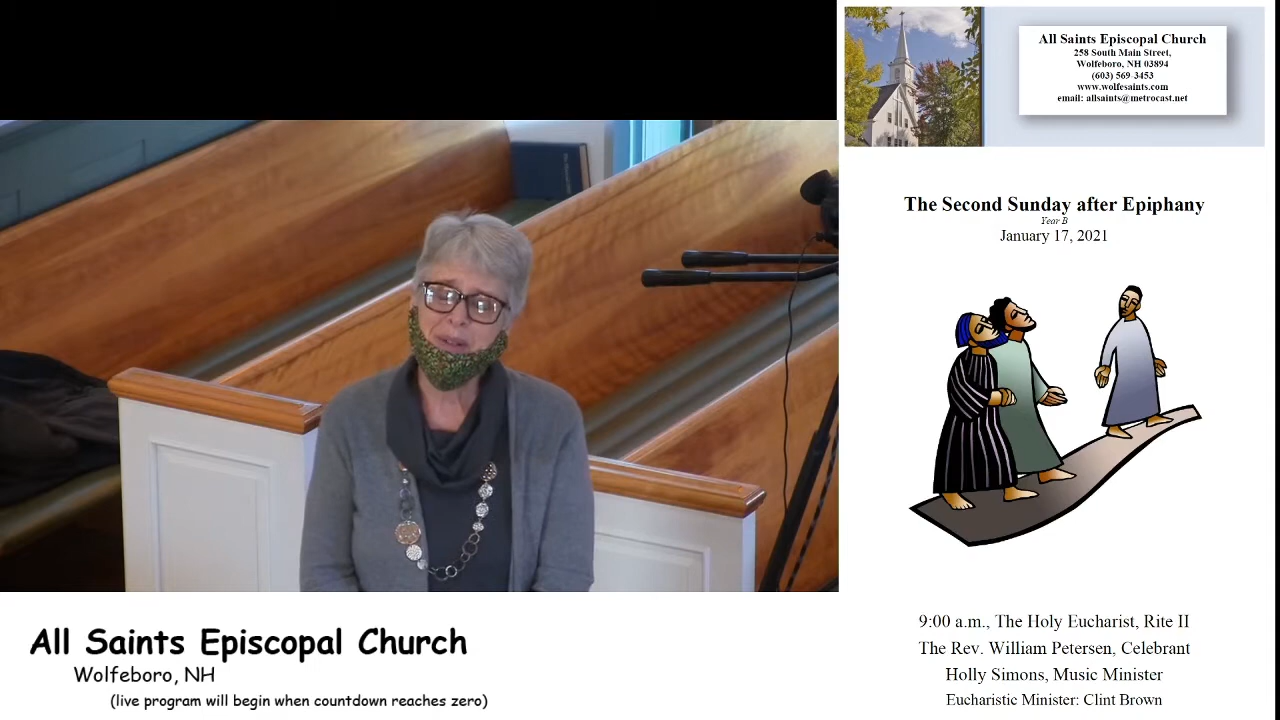 All Saints Episcopal Church
258 South Main Street,
Wolfeboro, NH 03894
(603) 569-3453
www.wolfesaints.com
email: allsaints@metrocast.net
The Second Sunday after Epiphany
Year B
January 17, 2021
9:00 a.m., The Holy Eucharist, Rite II
The Rev. William Petersen, Celebrant
Holly Simons, Music Minister
Eucharistic Minister: Clint Brown
All Saints Episcopal Church
Wolfeboro, NH
(live program will begin when countdown reaches zero)